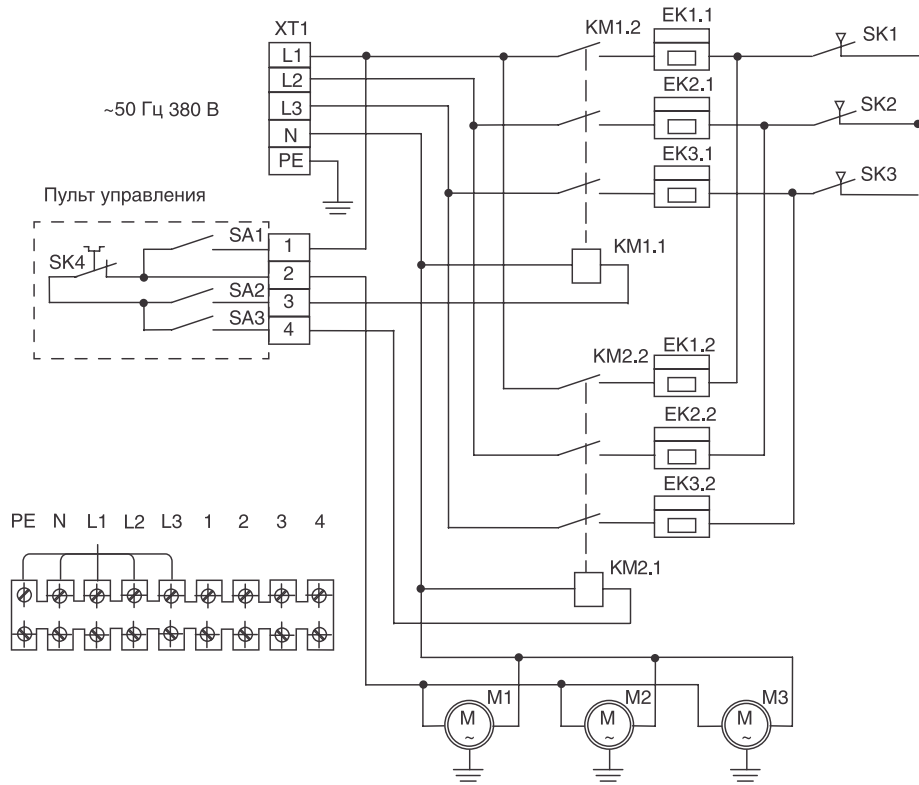 XT1
L1
L2
L3
N
PE
~50 Гц 380 В
KM1.2
EK1.1
SK1
EK2.1
SK2
EK3.1
SK3
KM1.1
Пульт управления
SK4
SA1
1
2
SA2
3
SA3
4
KM2.2
EK1.2
EK2.2
EK3.2
KM2.1
PE N L1 L2 L3 1 2 3 4
M1
M
~
M2
M
~
M3
M
~